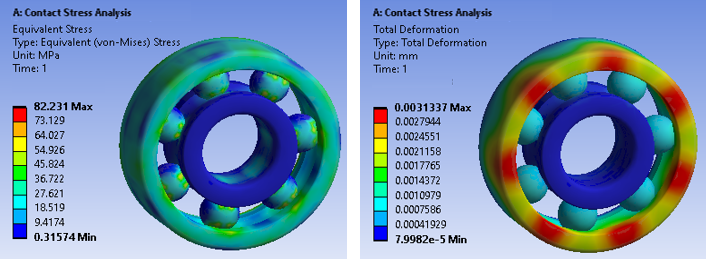 A: Contact Stress Analysis
Equivalent Stress
Type: Equivalent (von-Mises) Stress
Unit: MPa
Time: 1
82.231 Max
73.129
64.027
54.926
45.824
36.722
27.621
18.519
9.4174
0.31574 Min
A: Contact Stress Analysis
Total Deformation
Type: Total Deformation
Unit: mm
Time: 1
0.0031337 Max
0.0027944
0.0024551
0.0021158
0.0017765
0.0014372
0.0010979
0.0007586
0.00041929
7.9982e-5 Min